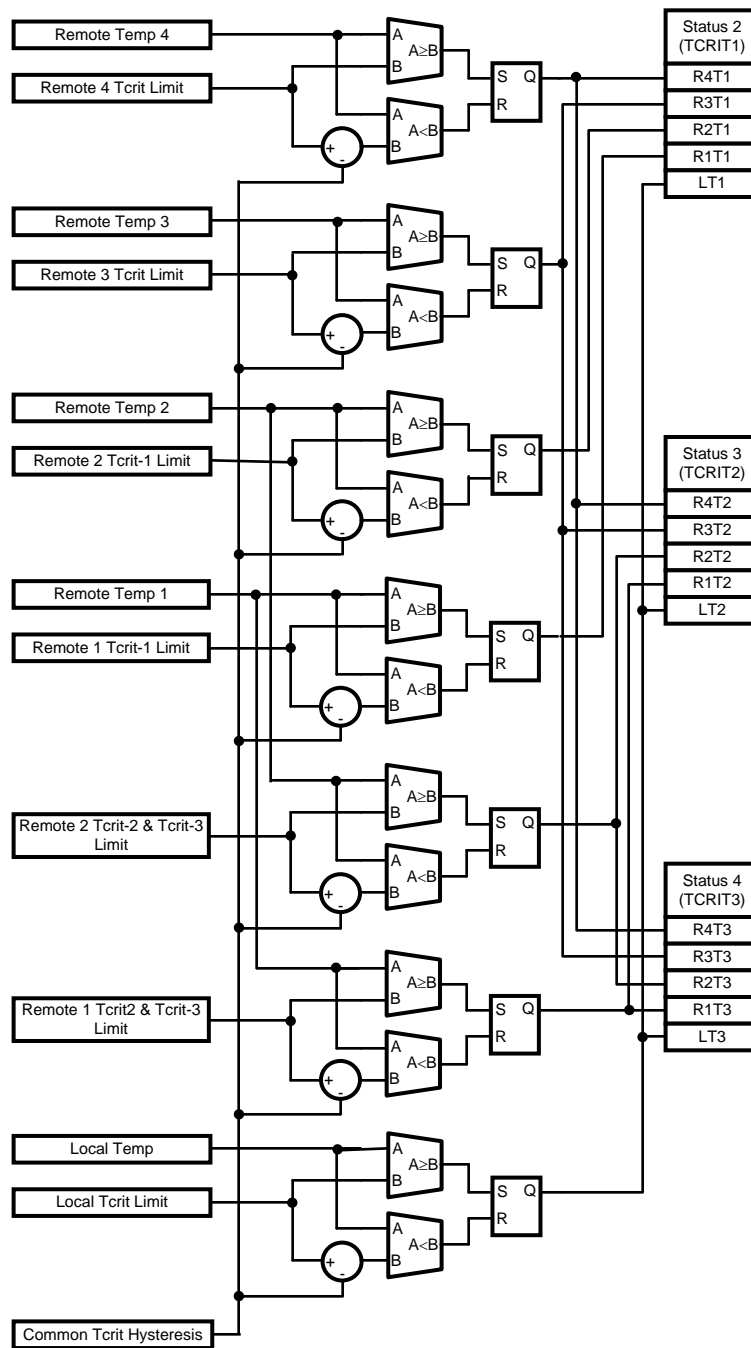 Remote Temp 4
Remote 4 Tcrit Limit
A
A≥B
B
A
A<B
B
+
-
S Q
R
Remote Temp 3
Remote 3 Tcrit Limit
A
A≥B
B
A
A<B
B
+
-
S Q
R
Remote Temp 2
Remote 2 Tcrit-1 Limit
A
A≥B
B
A
A<B
B
+
-
S Q
R
Remote Temp 1
Remote 1 Tcrit-1 Limit
A
A≥B
B
A
A<B
B
+
-
S Q
R
Remote 2 Tcrit-2 & Tcrit-3
Limit
A
A≥B
B
A
A<B
B
+
-
S Q
R
Remote 1 Tcrit2 & Tcrit-3
Limit
A
A≥B
B
A
A<B
B
+
-
S Q
R
Local Temp
Local Tcrit Limit
A
A≥B
B
A
A<B
B
+
-
S Q
R
Common Tcrit Hysteresis
Status 2
(TCRIT1)
R4T1
R3T1
R2T1
R1T1
LT1
Status 3
(TCRIT2)
R4T2
R3T2
R2T2
R1T2
LT2
Status 4
(TCRIT3)
R4T3
R3T3
R2T3
R1T3
LT3